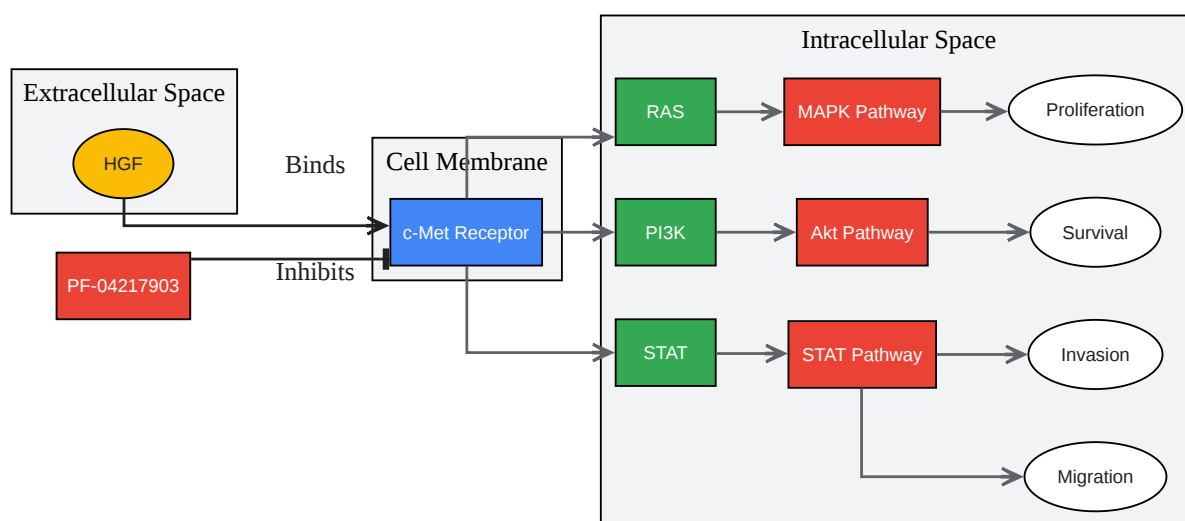 Intracellular Space
Extracellular Space
HGF
Binds
Cell Membrane
c-Met Receptor
PF-04217903
Inhibits
RAS
MAPK Pathway
Proliferation
PI3K
Akt Pathway
Survival
STAT
STAT Pathway
Invasion
Migration